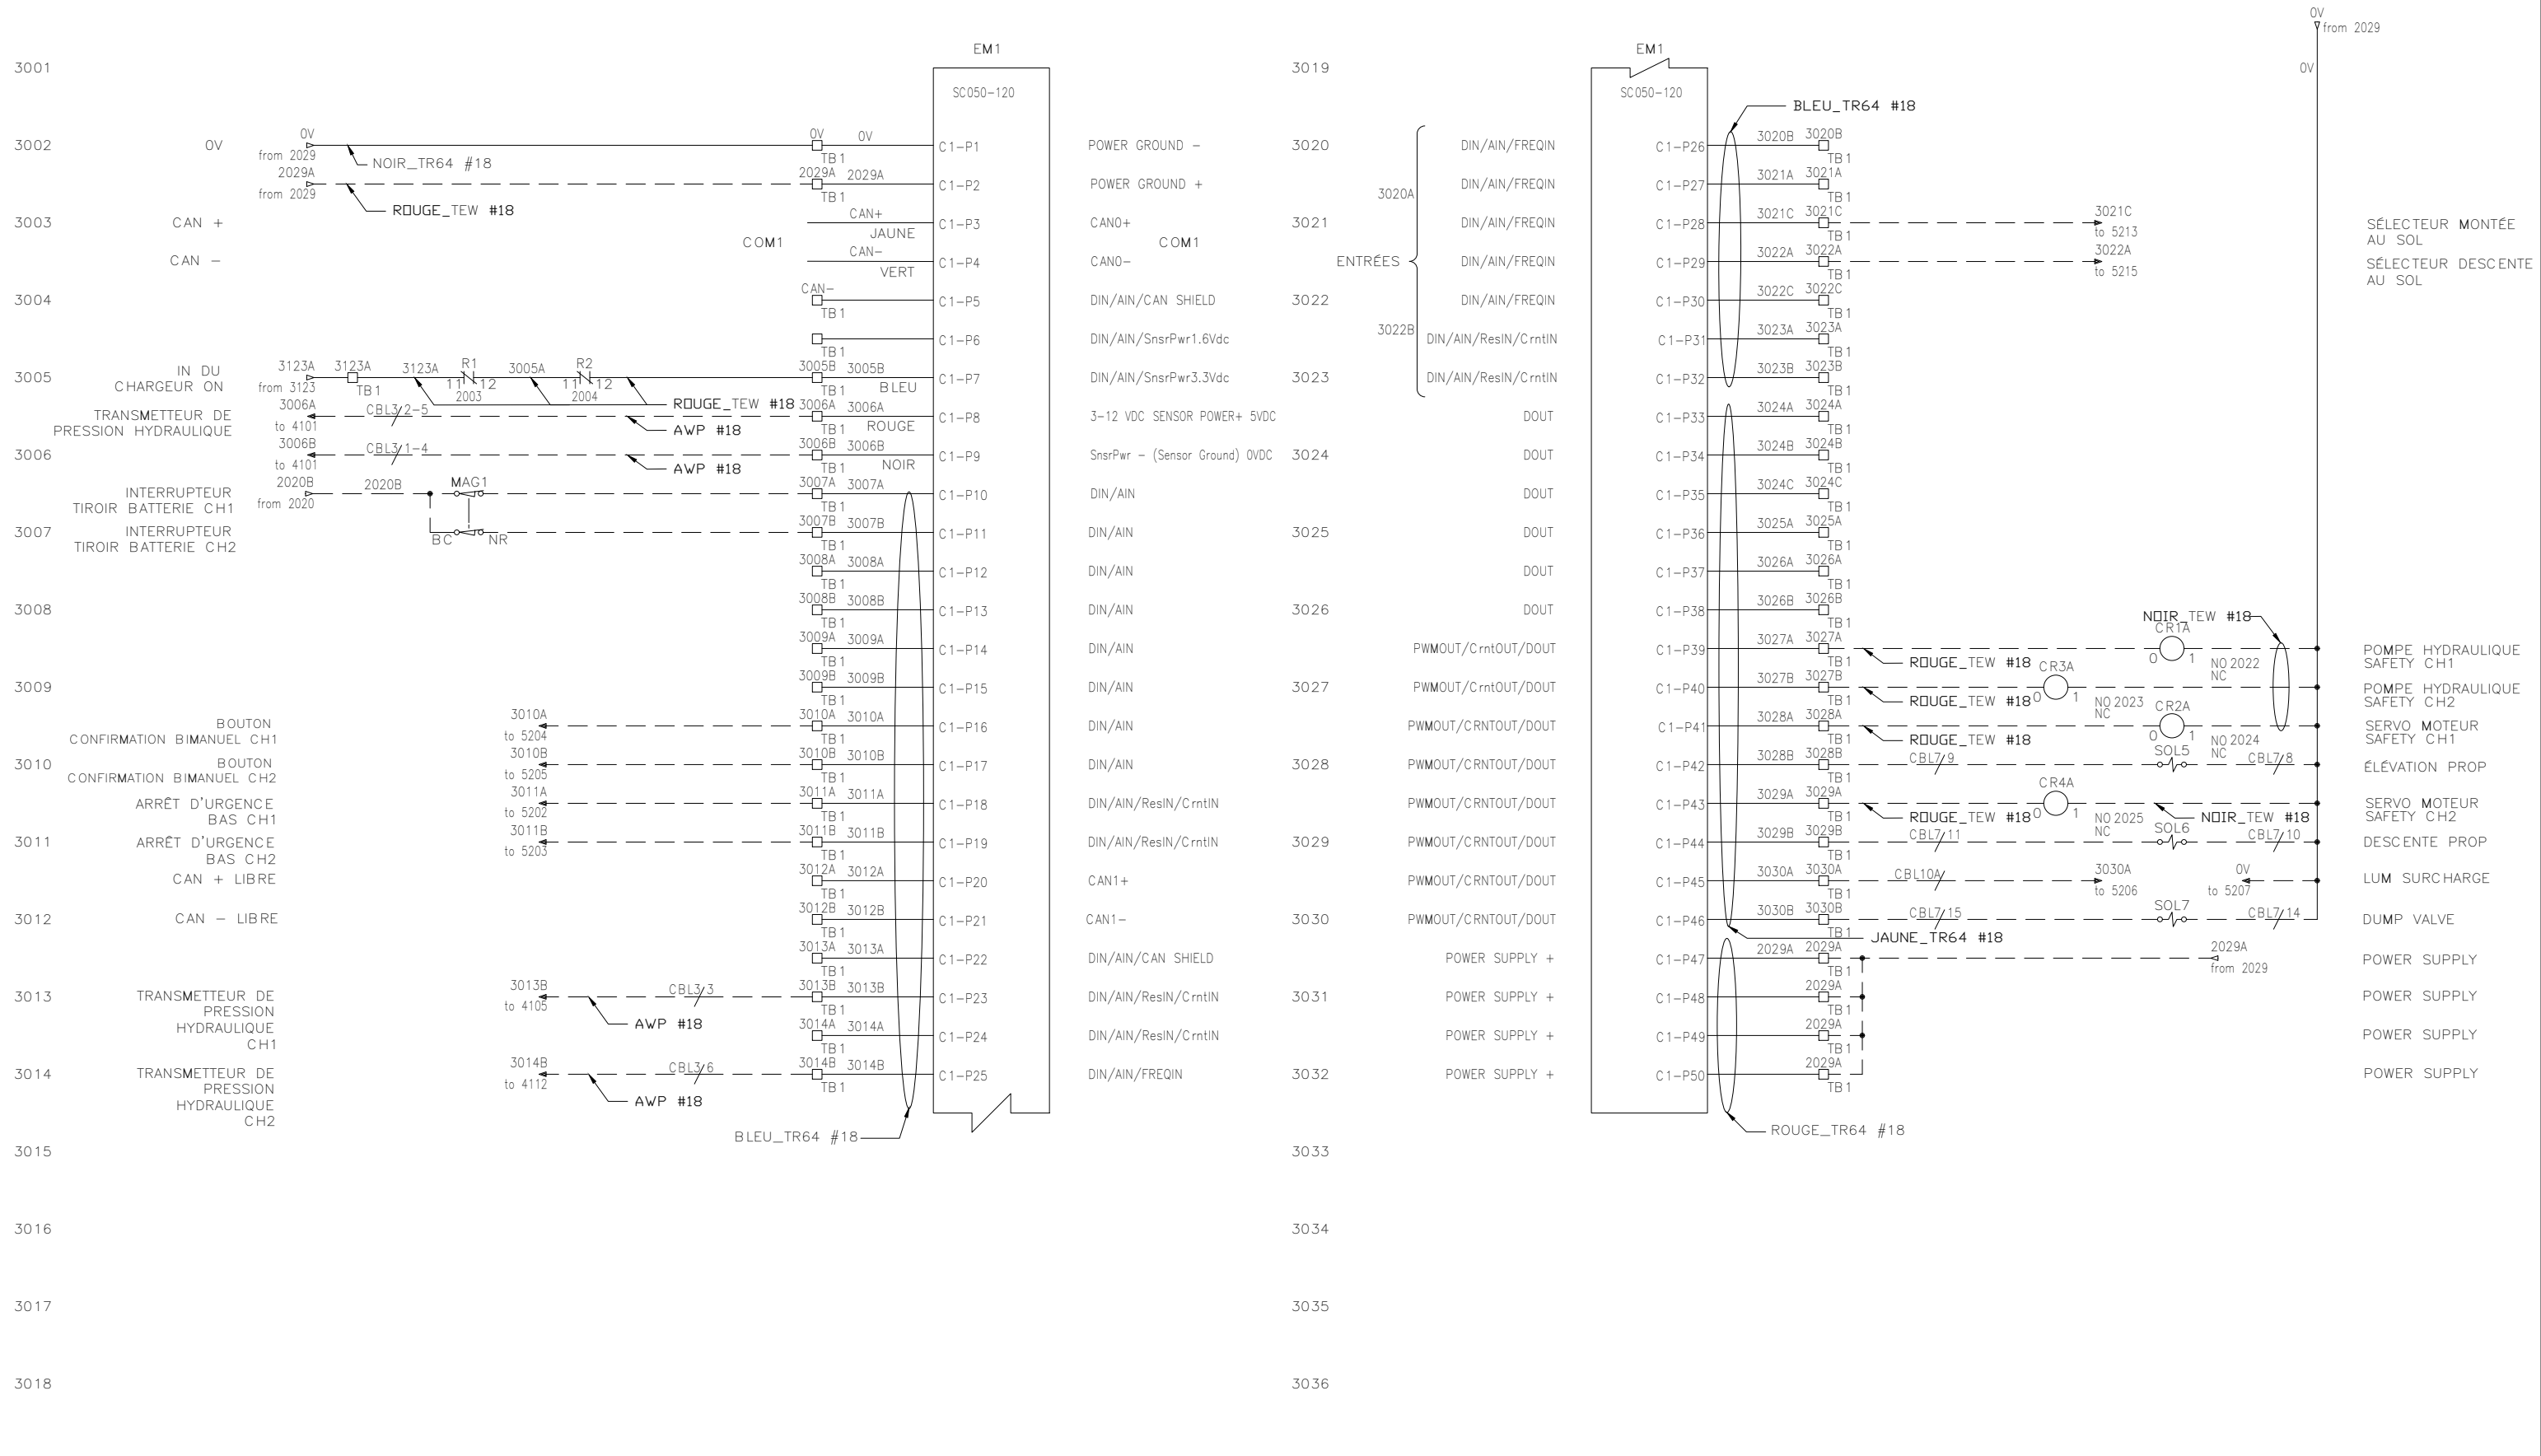 0V
from 2029
EM1
EM1
3001
3019
0V
SC050-120
SC050-120
BLEU_TR64 #18
0V
0V
0V
3020B 3020B
3002
0V
C1-P1
POWER GROUND -
3020
DIN/AIN/FREQIN
C1-P26
from 2029
NOIR_TR64 #18
TB1
TB1
2029A
2029A 2029A
C1-P2
POWER GROUND +
3020A
DIN/AIN/FREQIN
C1-P27
3021A 3021A
from 2029
TB1
TB1
ROUGE_TEW #18
3003
CAN +
CAN+
JAUNE
C1-P3
CAN0+
3021
DIN/AIN/FREQIN
C1-P28
3021C 3021C
TB1
3021C
to 5213
SÉLECTEUR MONTÉE
AU SOL
COM1
COM1
CAN -
CAN-
VERT
C1-P4
CAN0-
ENTRÉES
DIN/AIN/FREQIN
C1-P29
3022A 3022A
TB1
3022A
to 5215
SÉLECTEUR DESCENTE
AU SOL
3004
CAN-
TB1
C1-P5
DIN/AIN/CAN SHIELD
3022
DIN/AIN/FREQIN
C1-P30
3022C 3022C
TB1
TB1
C1-P6
DIN/AIN/SnsrPwr1.6Vdc
3022B
DIN/AIN/ResIN/CrntIN
C1-P31
3023A 3023A
TB1
3005
IN DU
CHARGEUR ON
3123A
from 3123
3123A
TB1
3123A
R1
11 12
2003
3005A
R2
11 12
2004
ROUGE_TEW #18
3005B 3005B
BLEU
C1-P7
DIN/AIN/SnsrPwr3.3Vdc
3023
DIN/AIN/ResIN/CrntIN
C1-P32
3023B 3023B
TB1
TRANSMETTEUR DE
PRESSION HYDRAULIQUE
3006A
to 4101
CBL3/2-5
AWP #18
3006A 3006A
TB1
ROUGE
C1-P8
3-12 VDC SENSOR POWER+ 5VDC
DOUT
C1-P33
3024A 3024A
TB1
3006
3006B
to 4101
CBL3/1-4
AWP #18
3006B 3006B
TB1
NOIR
C1-P9
SnsrPwr - (Sensor Ground) 0VDC
3024
DOUT
C1-P34
3024B 3024B
TB1
INTERRUPTEUR
TIROIR BATTERIE CH1
2020B
from 2020
2020B
MAG1
3007A 3007A
TB1
C1-P10
DIN/AIN
DOUT
C1-P35
3024C 3024C
TB1
3007
INTERRUPTEUR
TIROIR BATTERIE CH2
BC
NR
3007B 3007B
TB1
C1-P11
DIN/AIN
3025
DOUT
C1-P36
3025A 3025A
TB1
3008A 3008A
TB1
C1-P12
DIN/AIN
DOUT
C1-P37
3026A 3026A
TB1
3008
3008B 3008B
TB1
C1-P13
DIN/AIN
3026
DOUT
C1-P38
3026B 3026B
TB1
NOIR_TEW #18
3009A 3009A
TB1
C1-P14
DIN/AIN
PWMOUT/CrntOUT/DOUT
C1-P39
3027A 3027A
TB1
ROUGE_TEW #18
CR1A
0 1
NO 2022
NC
POMPE HYDRAULIQUE
SAFETY CH1
3009
3009B 3009B
TB1
C1-P15
DIN/AIN
3027
PWMOUT/CrntOUT/DOUT
C1-P40
3027B 3027B
TB1
ROUGE_TEW #18
CR3A
0 1
NO 2023
NC
POMPE HYDRAULIQUE
SAFETY CH2
BOUTON
CONFIRMATION BIMANUEL CH1
3010A
to 5204
3010A 3010A
TB1
C1-P16
DIN/AIN
PWMOUT/CRNTOUT/DOUT
C1-P41
3028A 3028A
TB1
ROUGE_TEW #18
CR2A
0 1
NO 2024
NC
SERVO MOTEUR
SAFETY CH1
3010
BOUTON
CONFIRMATION BIMANUEL CH2
3010B
to 5205
3010B 3010B
TB1
C1-P17
DIN/AIN
3028
PWMOUT/CRNTOUT/DOUT
C1-P42
3028B 3028B
TB1
CBL7/9
SOL5
CBL7/8
ÉLÉVATION PROP
ARRÊT D'URGENCE
BAS CH1
3011A
to 5202
3011A 3011A
TB1
C1-P18
DIN/AIN/ResIN/CrntIN
PWMOUT/CRNTOUT/DOUT
C1-P43
3029A 3029A
TB1
ROUGE_TEW #18
CR4A
0 1
NO 2025
NC
NOIR_TEW #18
SERVO MOTEUR
SAFETY CH2
3011
ARRÊT D'URGENCE
BAS CH2
3011B
to 5203
3011B 3011B
TB1
C1-P19
DIN/AIN/ResIN/CrntIN
3029
PWMOUT/CRNTOUT/DOUT
C1-P44
3029B 3029B
TB1
CBL7/11
SOL6
CBL7/10
DESCENTE PROP
CAN + LIBRE
3012A 3012A
TB1
C1-P20
CAN1+
PWMOUT/CRNTOUT/DOUT
C1-P45
3030A 3030A
TB1
CBL10A
3030A
to 5206
0V
to 5207
LUM SURCHARGE
3012
CAN - LIBRE
3012B 3012B
TB1
C1-P21
CAN1-
3030
PWMOUT/CRNTOUT/DOUT
C1-P46
3030B 3030B
TB1
CBL7/15
SOL7
CBL7/14
DUMP VALVE
JAUNE_TR64 #18
3013A 3013A
TB1
C1-P22
DIN/AIN/CAN SHIELD
POWER SUPPLY +
C1-P47
2029A 2029A
TB1
2029A
from 2029
POWER SUPPLY
3013
TRANSMETTEUR DE
PRESSION
HYDRAULIQUE
CH1
3013B
to 4105
AWP #18
CBL3/3
3013B 3013B
TB1
C1-P23
DIN/AIN/ResIN/CrntIN
3031
POWER SUPPLY +
C1-P48
2029A
TB1
POWER SUPPLY
3014A 3014A
TB1
C1-P24
DIN/AIN/ResIN/CrntIN
POWER SUPPLY +
C1-P49
2029A
TB1
POWER SUPPLY
3014
TRANSMETTEUR DE
PRESSION
HYDRAULIQUE
CH2
3014B
to 4112
AWP #18
CBL3/6
3014B 3014B
TB1
C1-P25
DIN/AIN/FREQIN
3032
POWER SUPPLY +
C1-P50
2029A
TB1
POWER SUPPLY
BLEU_TR64 #18
ROUGE_TR64 #18
3015
3033
3016
3034
3017
3035
3018
3036